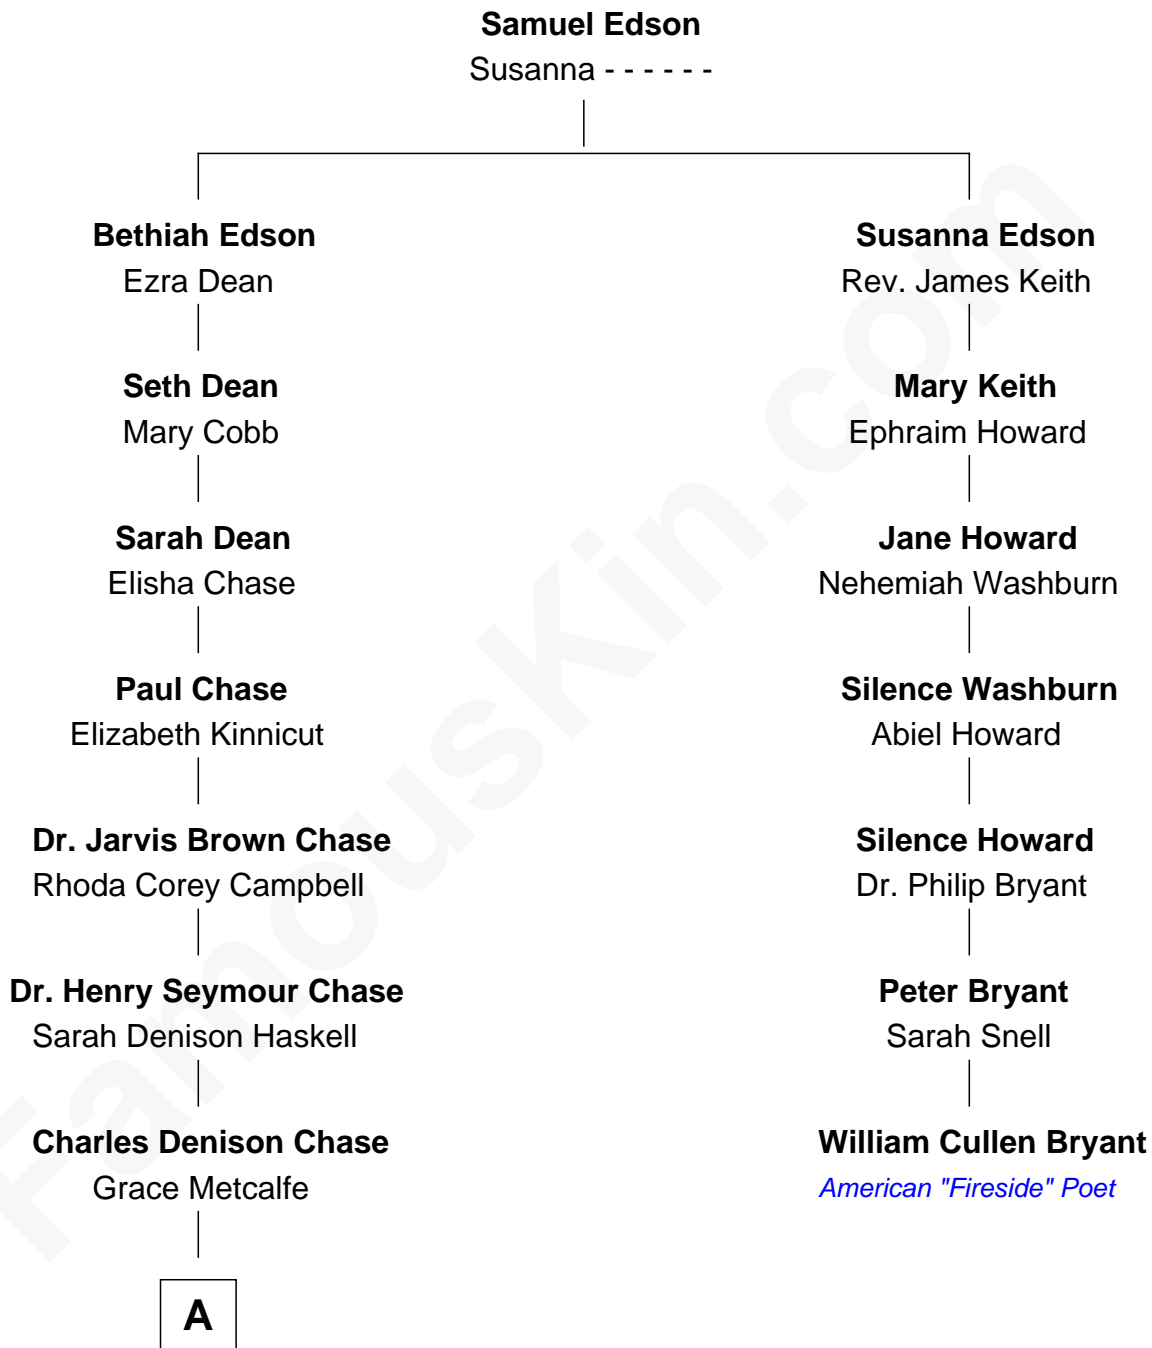 Samuel Edson
Susanna - - - - - -
Bethiah Edson
Ezra Dean
Susanna Edson
Rev. James Keith
Seth Dean
Mary Cobb
Mary Keith
Ephraim Howard
Sarah Dean
Elisha Chase
Jane Howard
Nehemiah Washburn
Paul Chase
Elizabeth Kinnicut
Silence Washburn
Abiel Howard
Dr. Jarvis Brown Chase
Rhoda Corey Campbell
Silence Howard
Dr. Philip Bryant
Dr. Henry Seymour Chase
Sarah Denison Haskell
Peter Bryant
Sarah Snell
Charles Denison Chase
Grace Metcalfe
William Cullen Bryant
American "Fireside" Poet
A
FamousKin.com